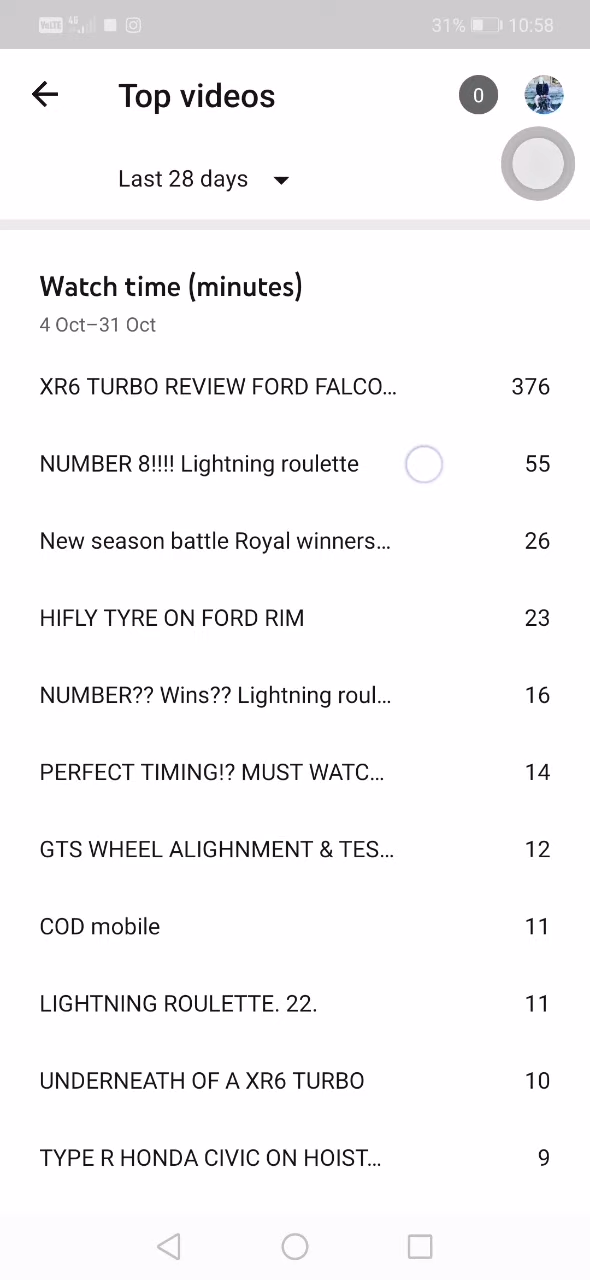 VoLTE 4G 31% 10:58
Top videos 0
Last 28 days
Watch time (minutes)
4 Oct–31 Oct
XR6 TURBO REVIEW FORD FALCO... 376
NUMBER 8!!!! Lightning roulette 55
New season battle Royal winners... 26
HIFLY TYRE ON FORD RIM 23
NUMBER?? Wins?? Lightning roul... 16
PERFECT TIMING!? MUST WATC... 14
GTS WHEEL ALIGHNMENT & TES... 12
COD mobile 11
LIGHTNING ROULETTE. 22. 11
UNDERNEATH OF A XR6 TURBO 10
TYPE R HONDA CIVIC ON HOIST... 9